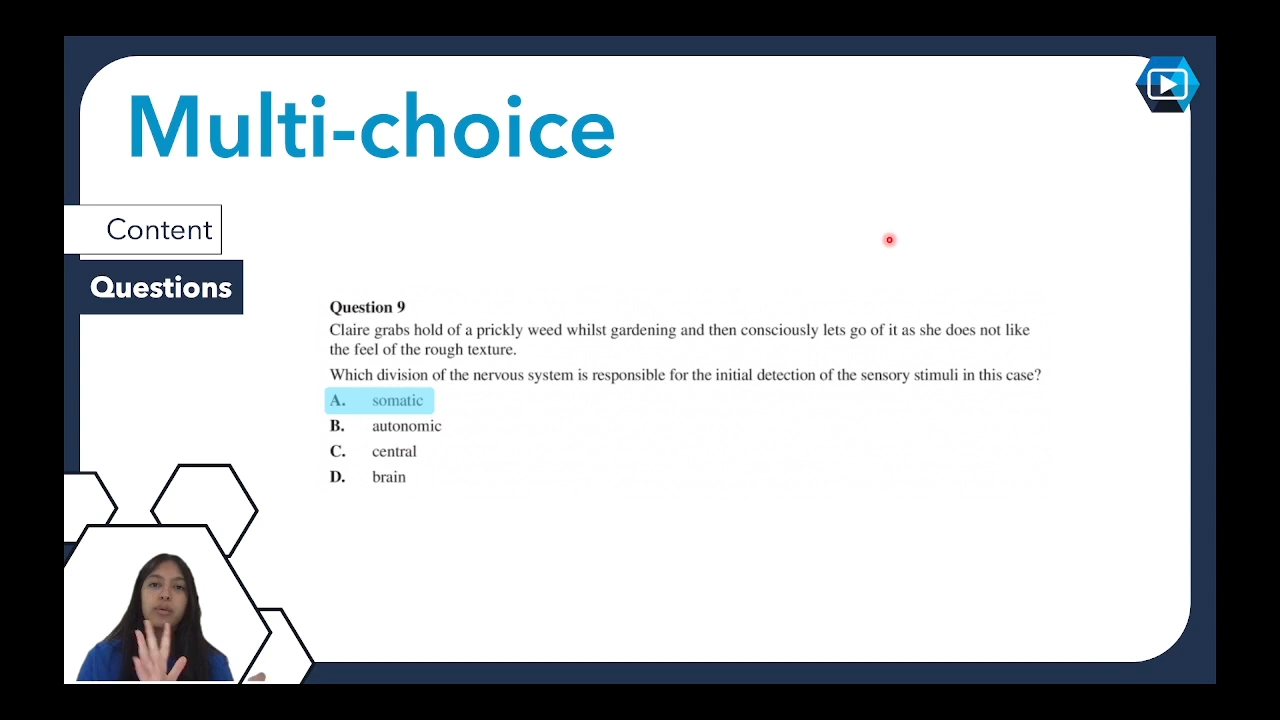 Multi-choice
Content
Questions
Question 9
Claire grabs hold of a prickly weed whilst gardening and then consciously lets go of it as she does not like
the feel of the rough texture.
Which division of the nervous system is responsible for the initial detection of the sensory stimuli in this case?
A. somatic
B. autonomic
C. central
D. brain